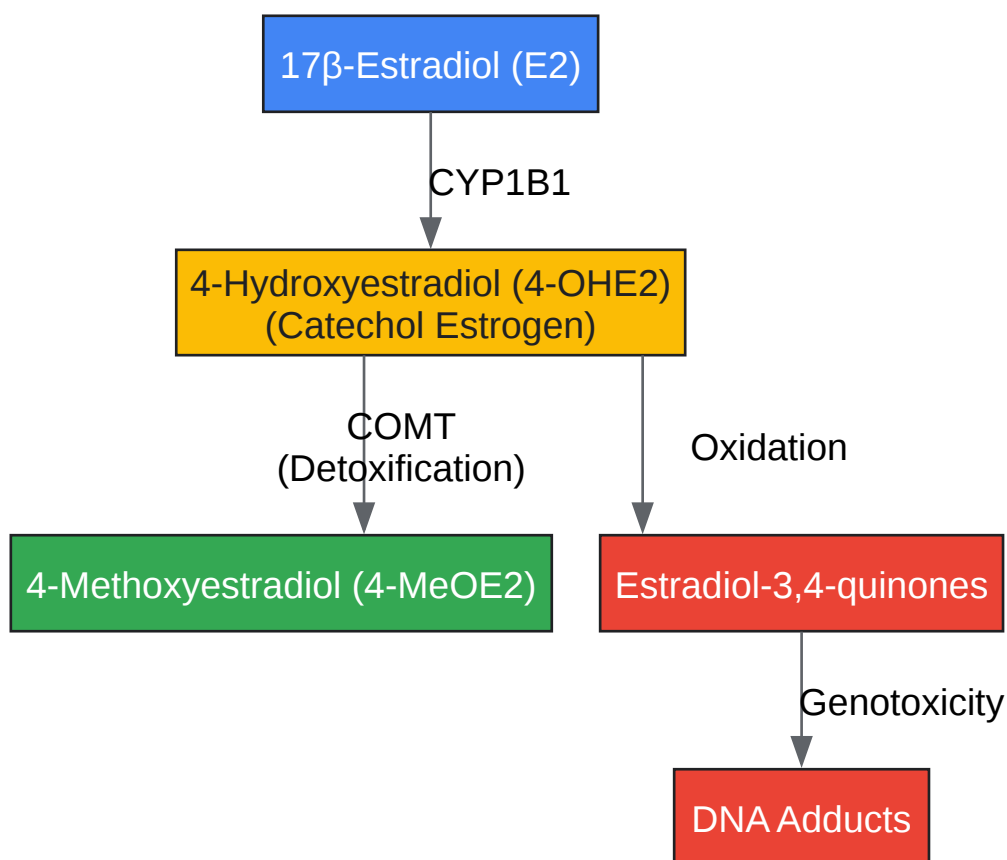 17β-Estradiol (E2)
CYP1B1
4-Hydroxyestradiol (4-OHE2)
(Catechol Estrogen)
COMT
(Detoxification)
Oxidation
4-Methoxyestradiol (4-MeOE2)
Estradiol-3,4-quinones
Genotoxicity
DNA Adducts